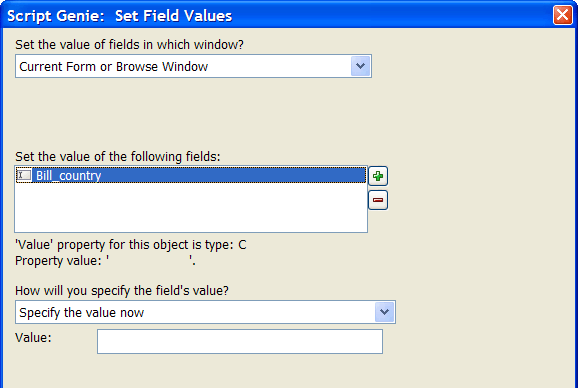 Script Genie: Set Field Values
Set the value of fields in which window?
Current Form or Browse Window
Set the value of the following fields:
Bill_country
'Value' property for this object is type: C
Property value: ' '.
How will you specify the field's value?
Specify the value now
Value: